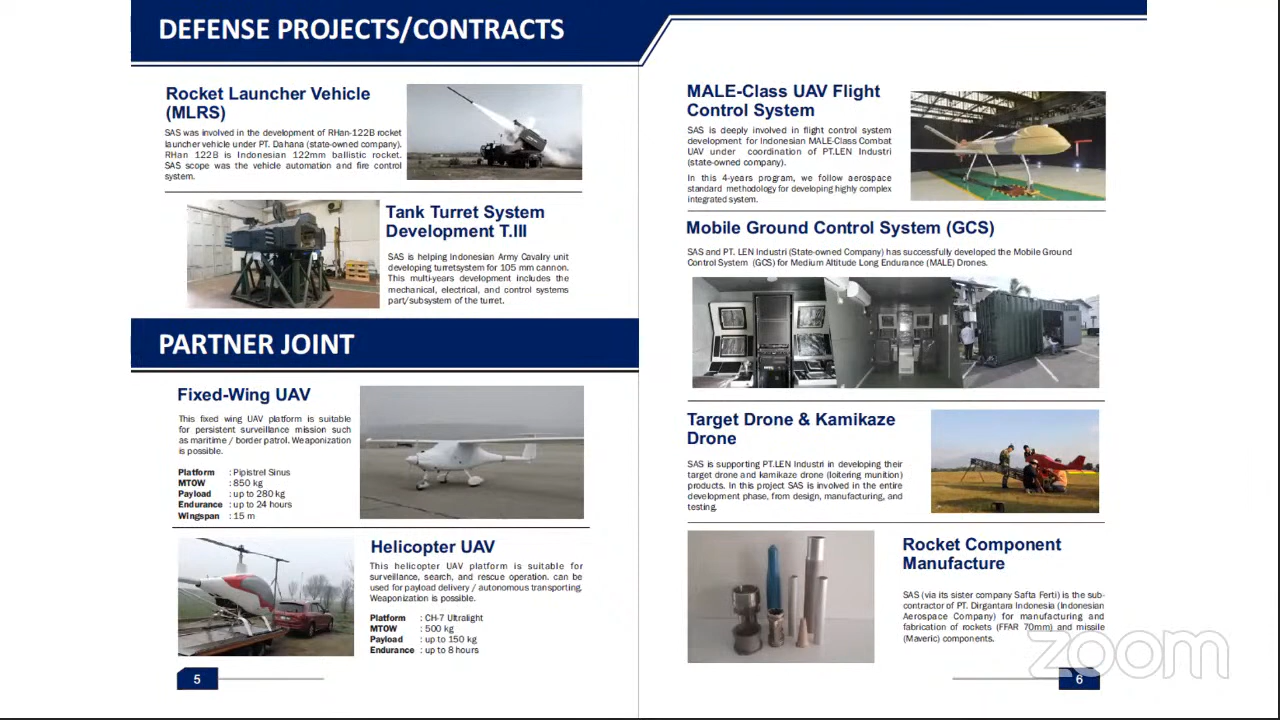 DEFENSE PROJECTS/CONTRACTS
Rocket Launcher Vehicle
(MLRS)
SAS was involved in the development of RHan-122B rocket
launcher vehicle under PT. Dahana (state-owned company).
RHan 122B is Indonesian 122mm ballistic rocket.
SAS scope was the vehicle automation and fire control
system.
Tank Turret System
Development T.III
SAS is helping Indonesian Army Cavalry unit
developing turretsystem for 105 mm cannon.
This multi-years development includes the
mechanical, electrical, and control systems
part/subsystem of the turret.
PARTNER JOINT
Fixed-Wing UAV
This fixed wing UAV platform is suitable
for persistent surveillance mission such
as maritime / border patrol. Weaponization
is possible.
Platform : Pipistrel Sinus
MTOW : 850 kg
Payload : up to 280 kg
Endurance : up to 24 hours
Wingspan : 15 m
Helicopter UAV
This helicopter UAV platform is suitable for
surveillance, search, and rescue operation. can be
used for payload delivery / autonomous transporting.
Weaponization is possible.
Platform : CH-7 Ultralight
MTOW : 500 kg
Payload : up to 150 kg
Endurance : up to 8 hours
5
MALE-Class UAV Flight
Control System
SAS is deeply involved in flight control system
development for Indonesian MALE-Class Combat
UAV under coordination of PT.LEN Industri
(state-owned company).
In this 4-years program, we follow aerospace
standard methodology for developing highly complex
integrated system.
Mobile Ground Control System (GCS)
SAS and PT. LEN Industri (State-owned Company) has successfully developed the Mobile Ground
Control System (GCS) for Medium Altitude Long Endurance (MALE) Drones.
Target Drone & Kamikaze
Drone
SAS is supporting PT.LEN Industri in developing their
target drone and kamikaze drone (loitering munition)
products. In this project SAS is involved in the entire
development phase, from design, manufacturing, and
testing.
Rocket Component
Manufacture
SAS (via its sister company Safta Ferti) is the sub-
contractor of PT. Dirgantara Indonesia (Indonesian
Aerospace Company) for manufacturing and
fabrication of rockets (FFAR 70mm) and missile
(Maveric) components.
zoom
6